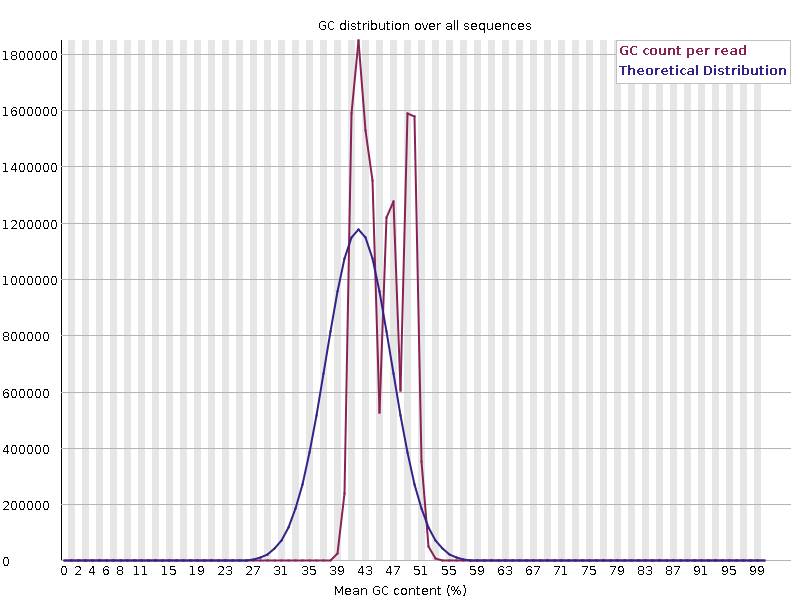 GC distribution over all sequences
GC count per read
Theoretical Distribution
1800000
1600000
1400000
1200000
1000000
800000
600000
400000
200000
0
0 2 4 6 8 11 15 19 23 27 31 35 39 43 47 51 55 59 63 67 71 75 79 83 87 91 95 99
Mean GC content (%)